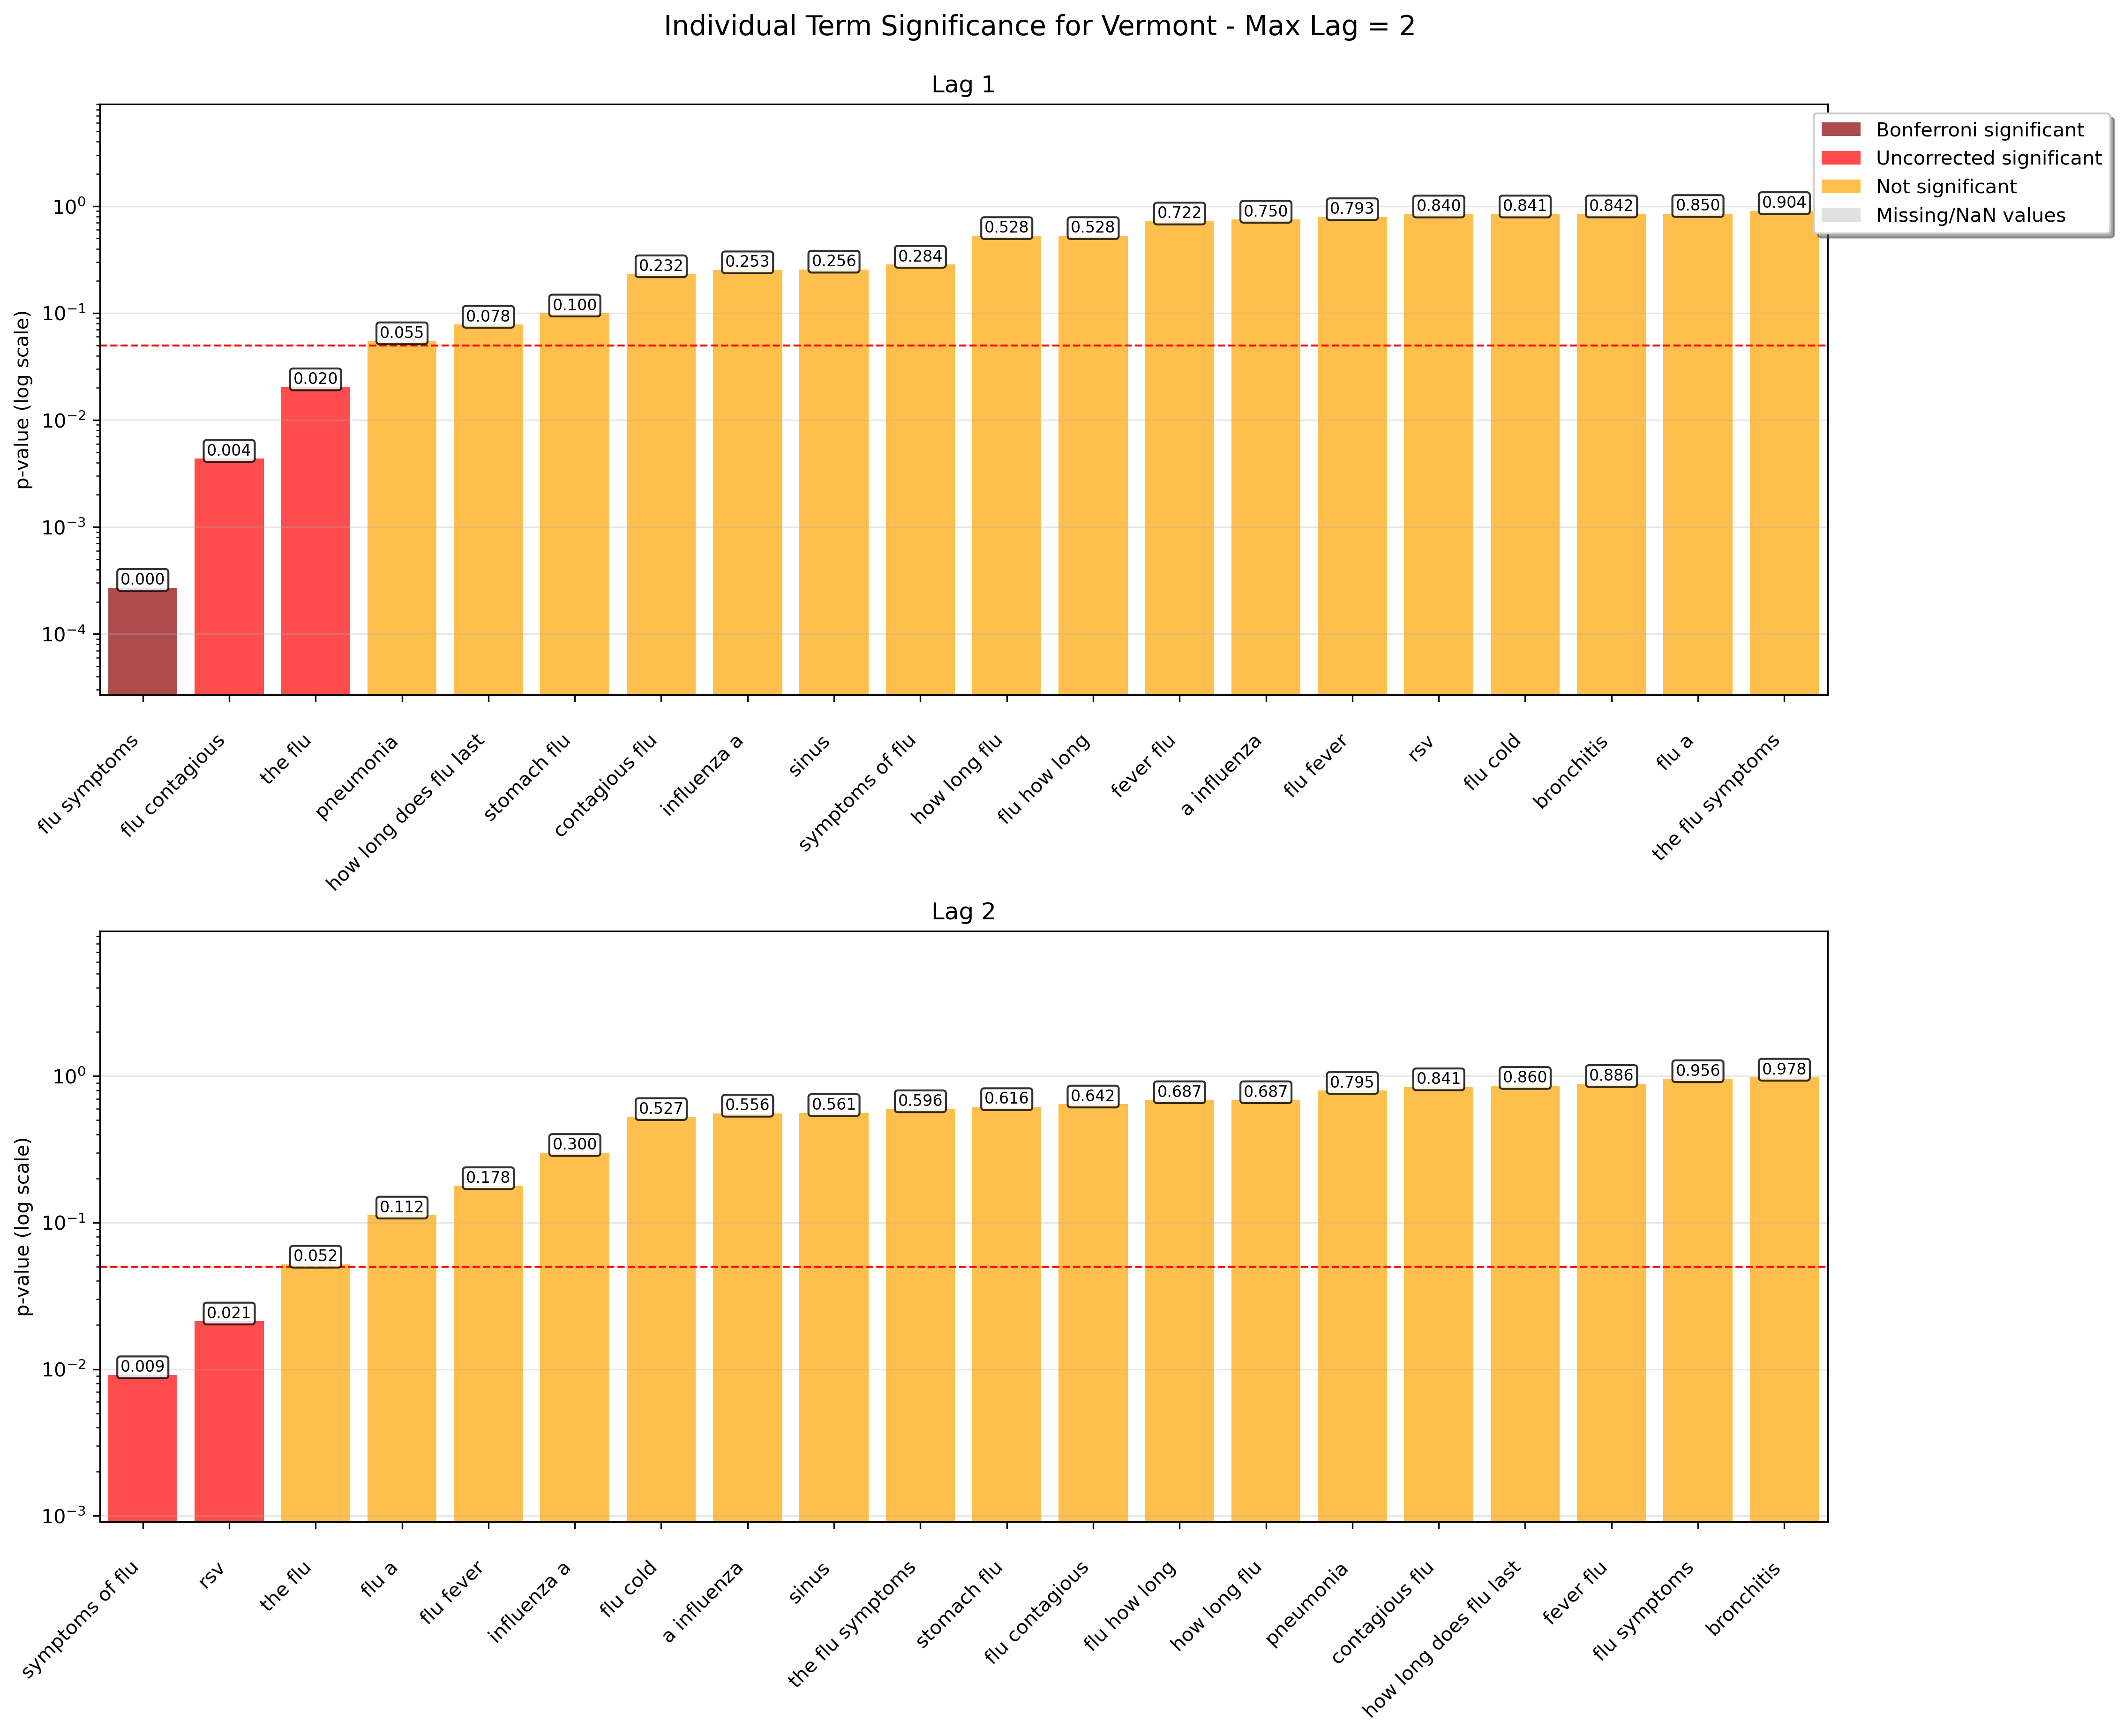 Individual Term Significance for Vermont - Max Lag = 2
Lag 1
Bonferroni significant
Uncorrected significant
Not significant
Missing/NaN values
p-value (log scale)
10⁰
10⁻¹
10⁻²
10⁻³
10⁻⁴
0.000
0.004
0.020
0.055
0.078
0.100
0.232
0.253
0.256
0.284
0.528
0.528
0.722
0.750
0.793
0.840
0.841
0.842
0.850
0.904
flu symptoms
flu contagious
the flu
pneumonia
how long does flu last
stomach flu
contagious flu
influenza a
sinus
symptoms of flu
how long flu
flu how long
fever flu
a influenza
flu fever
rsv
flu cold
bronchitis
flu a
the flu symptoms
Lag 2
p-value (log scale)
10⁰
10⁻¹
10⁻²
10⁻³
0.009
0.021
0.052
0.112
0.178
0.300
0.527
0.556
0.561
0.596
0.616
0.642
0.687
0.687
0.795
0.841
0.860
0.886
0.956
0.978
symptoms of flu
rsv
the flu
flu a
flu fever
influenza a
flu cold
a influenza
sinus
the flu symptoms
stomach flu
flu contagious
flu how long
how long flu
pneumonia
contagious flu
how long does flu last
fever flu
flu symptoms
bronchitis